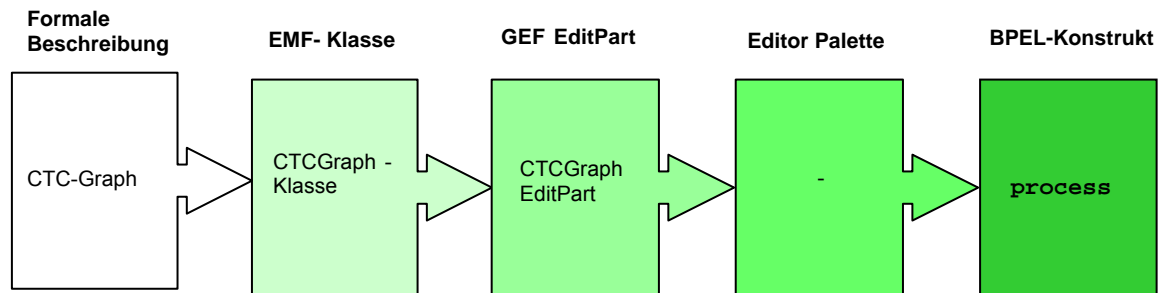 Formale
Beschreibung
EMF- Klasse
GEF EditPart
Editor Palette
BPEL-Konstrukt
CTC-Graph
CTCGraph -
Klasse
CTCGraph
EditPart
-
process